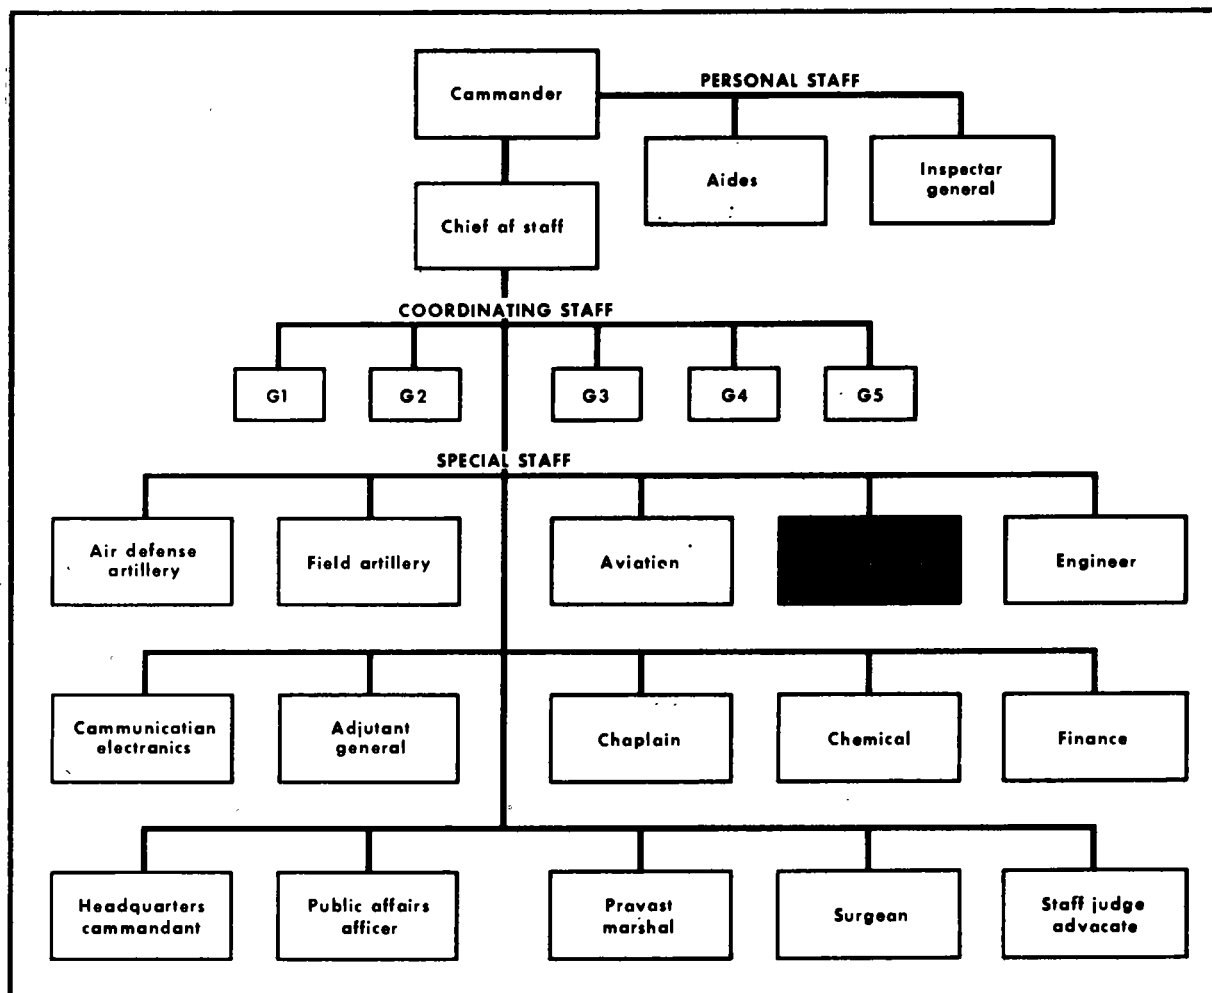 Cammander
PERSONAL STAFF
Aides
Inspectar
general
Chief af staff
COORDINATING STAFF
G1
G2
G3
G4
G5
SPECIAL STAFF
Air defense
artillery
Field artillery
Aviation
Engineer
Cammunicatian
electranics
Adjutant
general
Chaplain
Chemical
Finance
Headquarters
cammandant
Public affairs
afficer
Pravast
marshal
Surgean
Staff judge
advacate